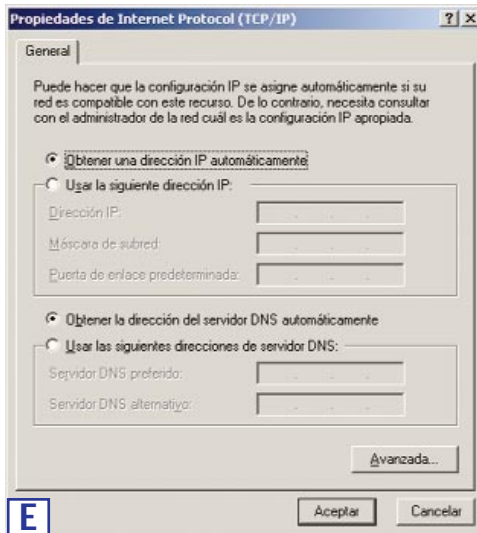 Propiedades de Internet Protocol (TCP/IP)
General
Puede hacer que la configuración IP se asigne automáticamente si su
red es compatible con este recurso. De lo contrario, necesita consultar
con el administrador de la red cuál es la configuración IP apropiada.
Obtener una dirección IP automáticamente
Usar la siguiente dirección IP:
Dirección IP:
Máscara de subred:
Puerta de enlace predeterminada:
Obtener la dirección del servidor DNS automáticamente
Usar las siguientes direcciones de servidor DNS:
Servidor DNS preferido:
Servidor DNS alternativo:
Avanzada...
Aceptar Cancelar
E